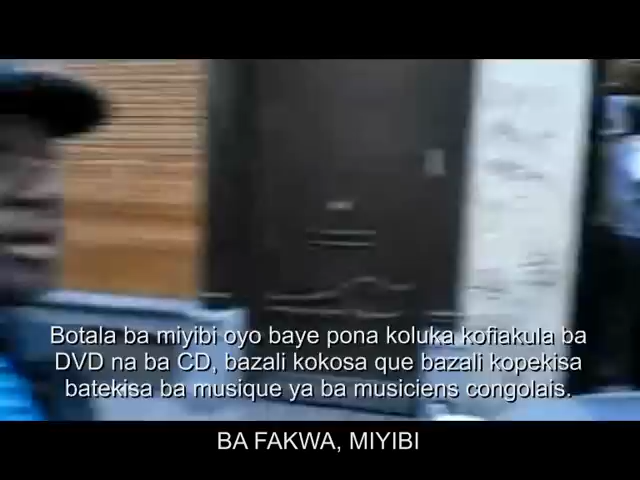 Botala ba miyibi oyo baye pona koluka kofiakula ba
DVD na ba CD, bazali kokosa que bazali kopekisa
batekisa ba musique ya ba musiciens congolais.
BA FAKWA, MIYIBI